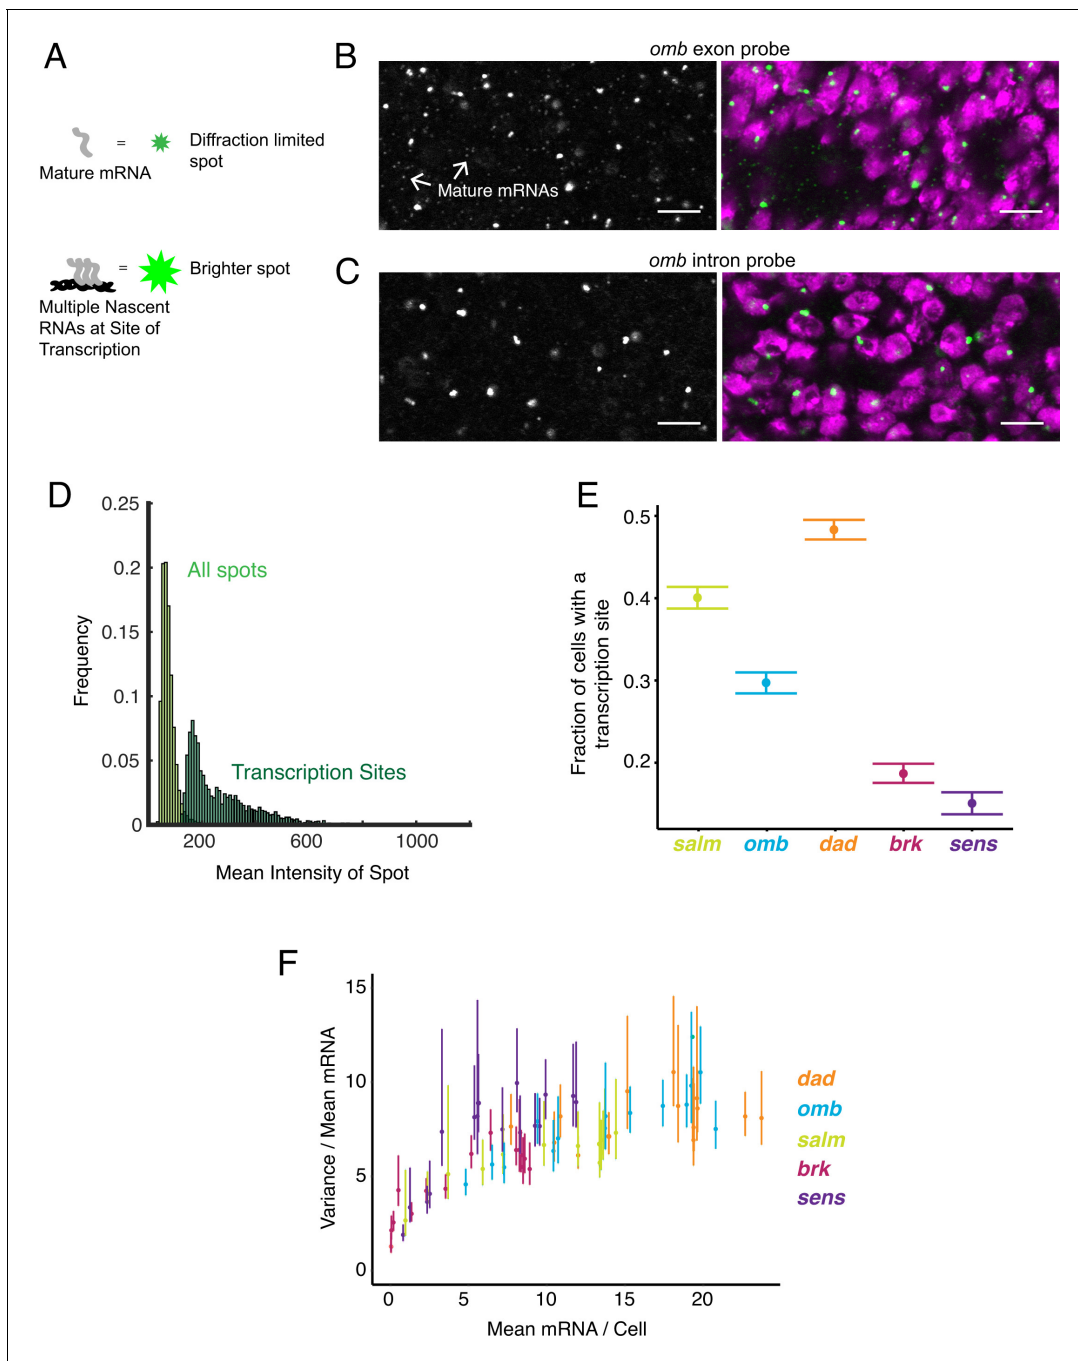 A
Mature mRNA
=
Diffraction limited
spot
=
Brighter spot
Multiple Nascent
RNAs at Site of
Transcription
B
omb exon probe
Mature mRNAs
C
omb intron probe
D
0.25
0.2
0.15
0.1
0.05
0
Frequency
All spots
Transcription Sites
200
600
1000
Mean Intensity of Spot
E
0.5
0.4
0.3
0.2
Fraction of cells with a
transcription site
salm
omb
dad
brk
sens
F
15
10
5
0
Variance / Mean mRNA
0
5
10
15
20
Mean mRNA / Cell
dad
omb
salm
brk
sens